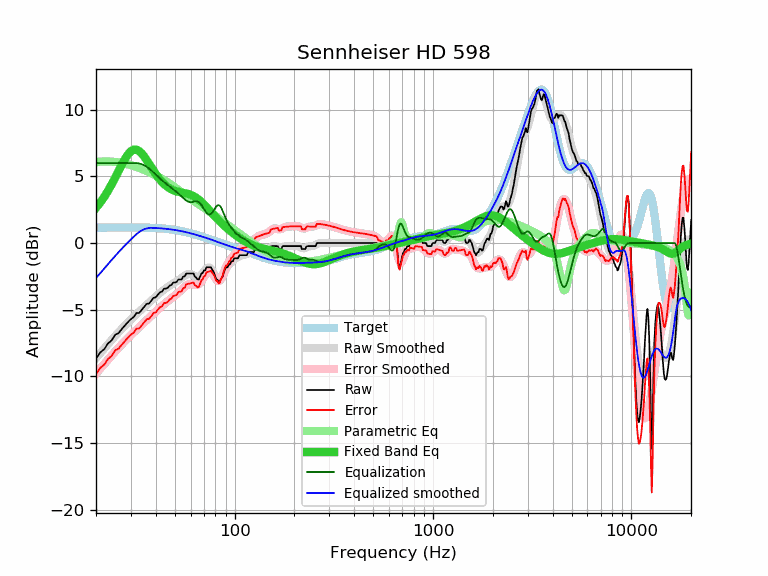 Sennheiser HD 598
10
5
0
−5
−10
−15
−20
Amplitude (dBr)
Target
Raw Smoothed
Error Smoothed
Raw
Error
Parametric Eq
Fixed Band Eq
Equalization
Equalized smoothed
100
1000
10000
Frequency (Hz)